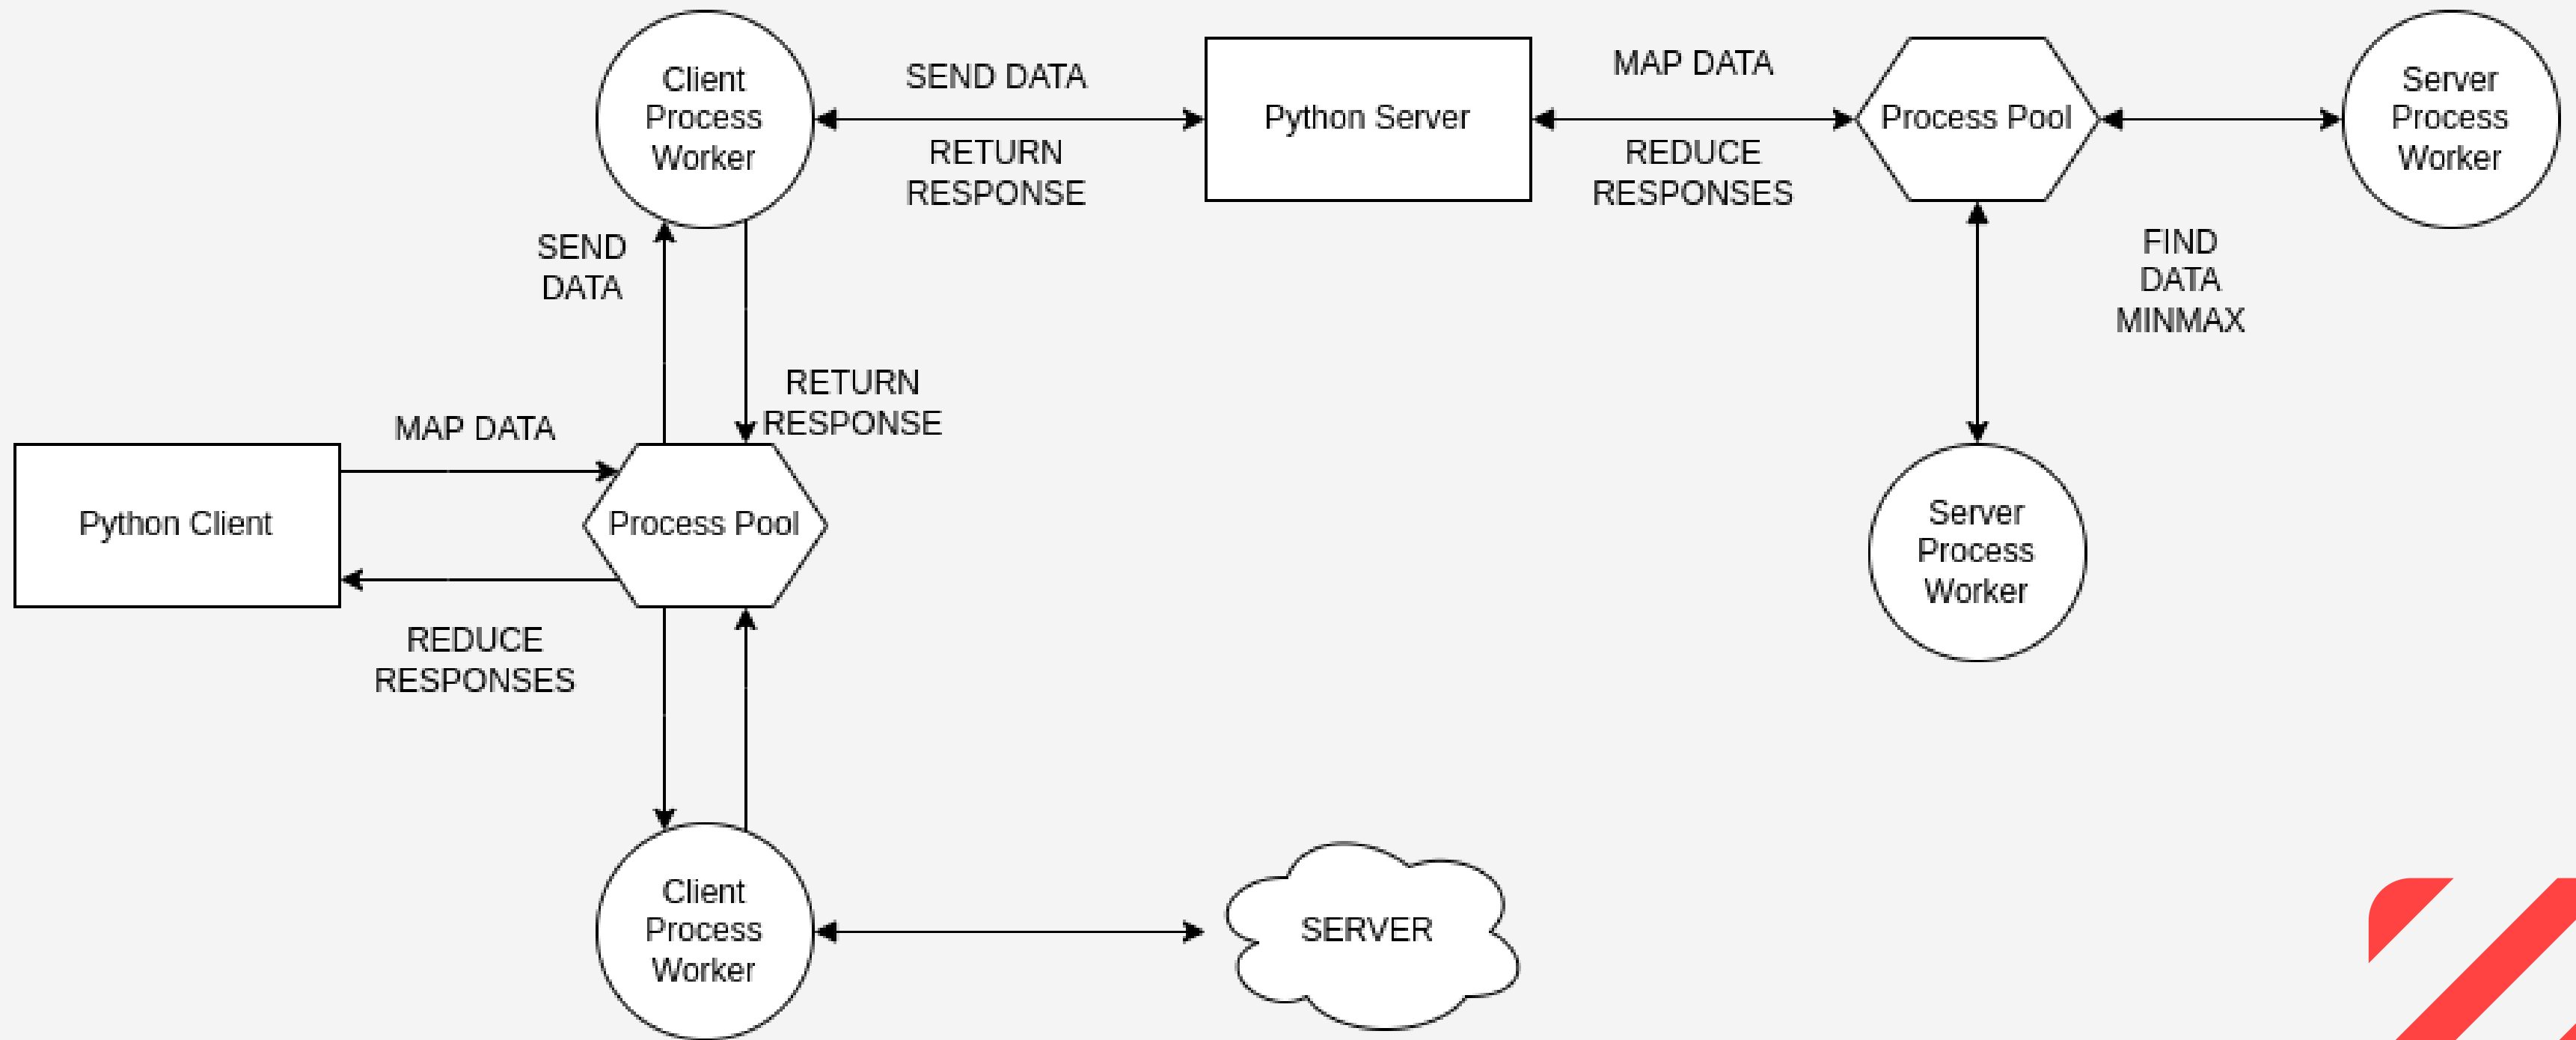 Client
Process
Worker
SEND DATA
RETURN
RESPONSE
Python Server
MAP DATA
REDUCE
RESPONSES
Process Pool
Server
Process
Worker
SEND
DATA
RETURN
RESPONSE
FIND
DATA
MINMAX
MAP DATA
Python Client
Process Pool
REDUCE
RESPONSES
Server
Process
Worker
Client
Process
Worker
SERVER